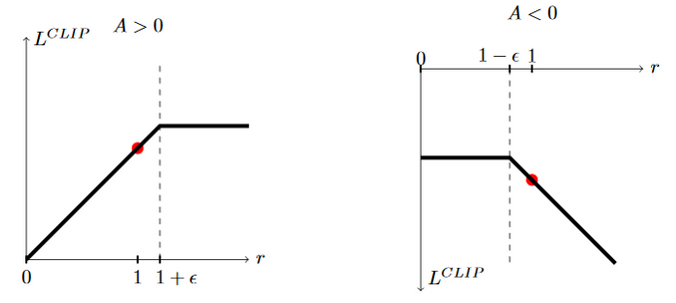 A > 0
L^{CLIP}
0
1
1 + ϵ
r
A < 0
0
1 − ϵ
1
r
L^{CLIP}